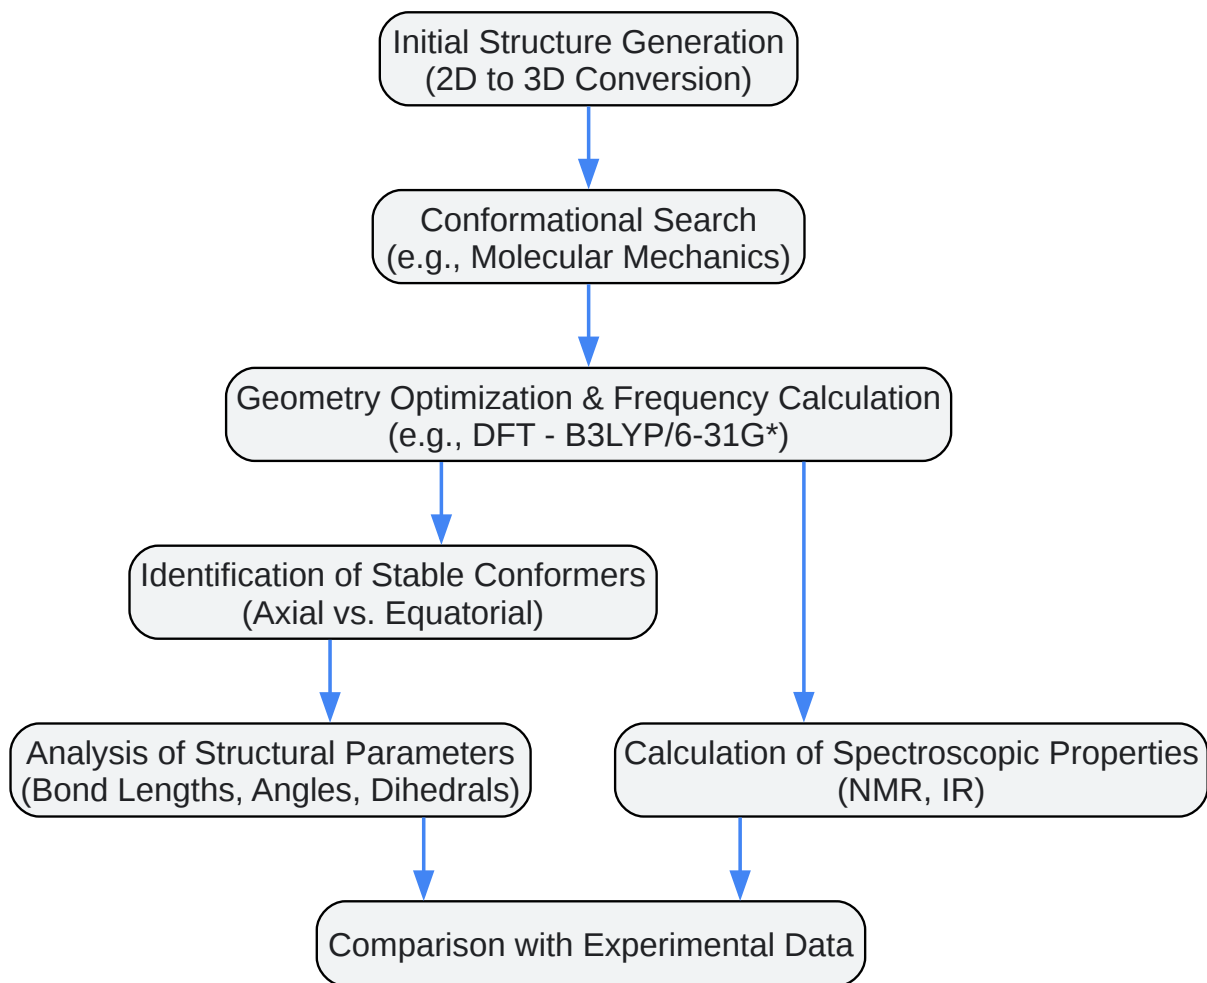 Initial Structure Generation
(2D to 3D Conversion)
Conformational Search
(e.g., Molecular Mechanics)
Geometry Optimization & Frequency Calculation
(e.g., DFT - B3LYP/6-31G*)
Identification of Stable Conformers
(Axial vs. Equatorial)
Analysis of Structural Parameters
(Bond Lengths, Angles, Dihedrals)
Calculation of Spectroscopic Properties
(NMR, IR)
Comparison with Experimental Data